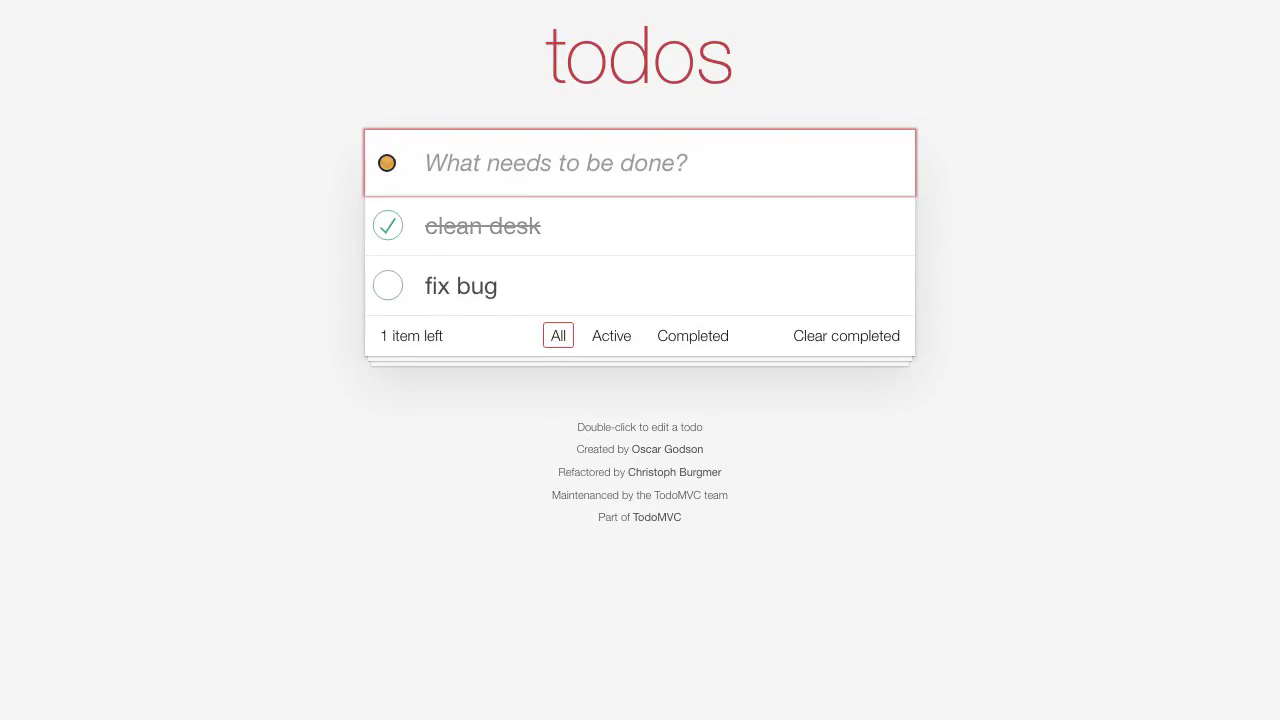 todos
What needs to be done?
clean desk
fix bug
1 item left All Active Completed Clear completed
Double-click to edit a todo
Created by Oscar Godson
Refactored by Christoph Burgmer
Maintenanced by the TodoMVC team
Part of TodoMVC